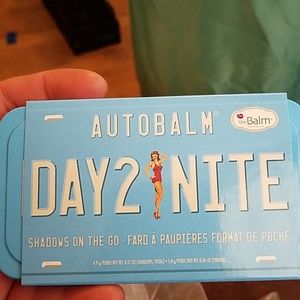 AUTOBALM®
theBalm
DAY2NITE
SHADOWS ON THE GO · FARD À PAUPIÈRES FORMAT DE POCHE